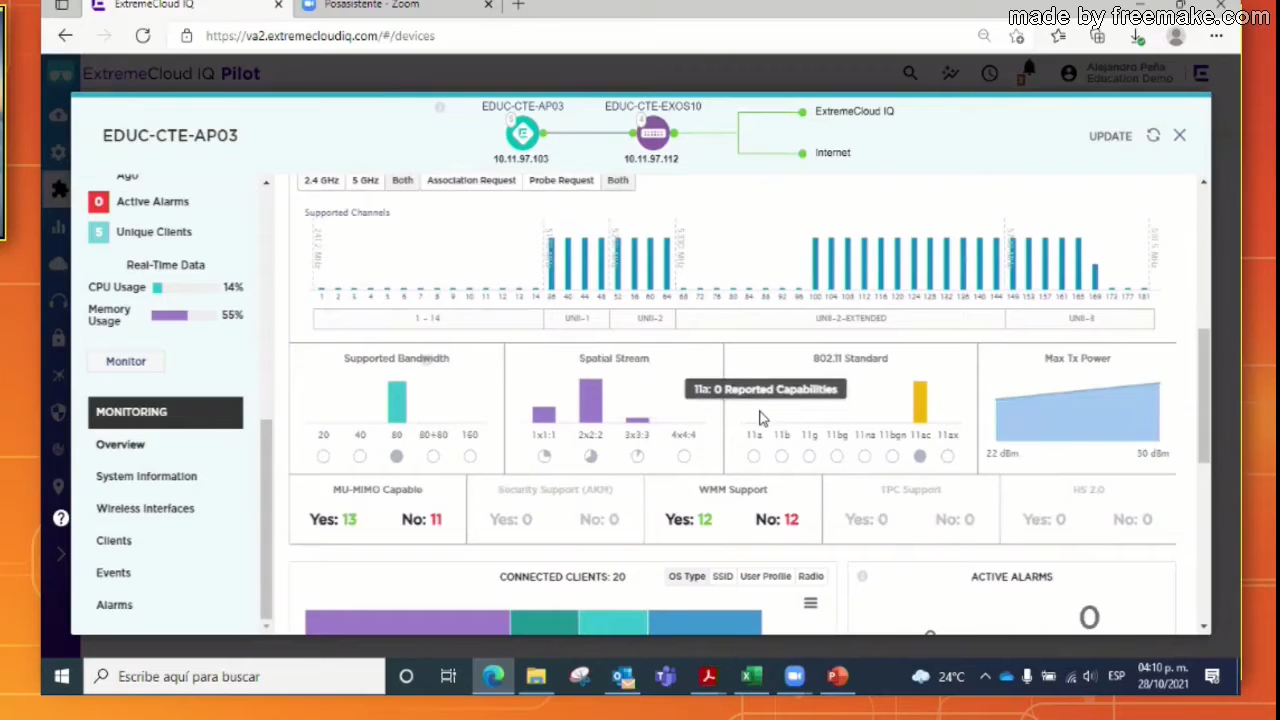 made by freemake.com
ExtremeCloud IQ
Posasistente - Zoom
https://va2.extremecloudiq.com/#/devices
ExtremeCloud IQ Pilot
Alejandro Peña
Education Demo
EDUC-CTE-AP03
EDUC-CTE-AP03
EDUC-CTE-EXOS10
10.11.97.103
10.11.97.112
ExtremeCloud IQ
Internet
UPDATE
Ago
0 Active Alarms
5 Unique Clients
Real-Time Data
CPU Usage 14%
Memory Usage 55%
Monitor
MONITORING
Overview
System Information
Wireless Interfaces
Clients
Events
Alarms
2.4 GHz 5 GHz Both Association Request Probe Request Both
Supported Channels
1 2 3 4 5 6 7 8 9 10 11 12 13 14 36 40 44 48 52 56 60 64 68 72 76 80 84 88 92 96 100 104 108 112 116 120 124 128 132 136 140 144 149 153 157 161 165 169 173 177 181
1 - 14 UNII-1 UNII-2 UNII-2-EXTENDED UNII-3
Supported Bandwidth
20 40 80 80+80 160
Spatial Stream
1x1:1 2x2:2 3x3:3 4x4:4
802.11 Standard
11a: 0 Reported Capabilities
11a 11b 11g 11bg 11na 11bgn 11ac 11ax
Max Tx Power
22 dBm 30 dBm
MU-MIMO Capable
Yes: 13 No: 11
Security Support (AKM)
Yes: 0 No: 0
WMM Support
Yes: 12 No: 12
TPC Support
Yes: 0 No: 0
HS 2.0
Yes: 0 No: 0
CONNECTED CLIENTS: 20
OS Type SSID User Profile Radio
ACTIVE ALARMS
0
Escribe aquí para buscar
24°C
ESP
04:10 p. m.
28/10/2021